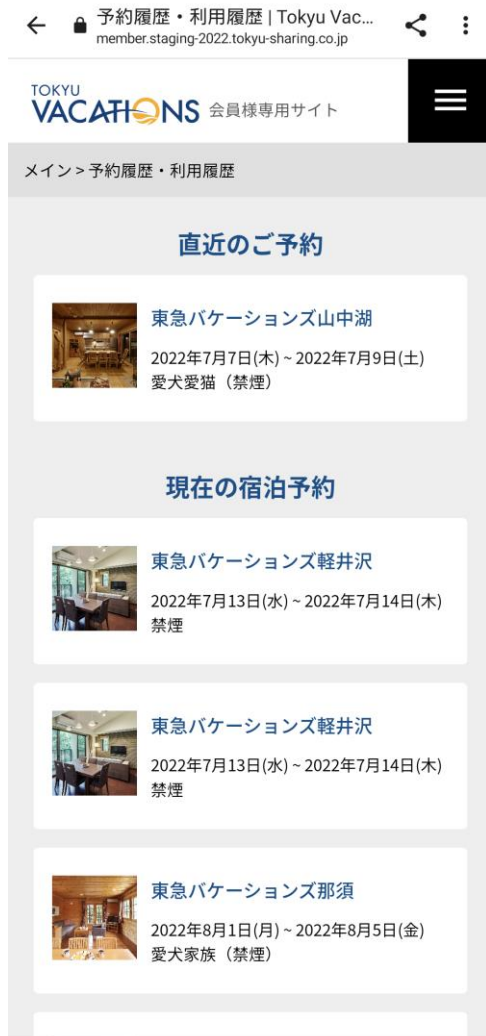 予約履歴・利用履歴 | Tokyu Vac...
member.staging-2022.tokyu-sharing.co.jp
TOKYU
VACATIONS 会員様専用サイト
メイン > 予約履歴・利用履歴
直近のご予約
東急バケーションズ山中湖
2022年7月7日(木) ~ 2022年7月9日(土)
愛犬愛猫（禁煙）
現在の宿泊予約
東急バケーションズ軽井沢
2022年7月13日(水) ~ 2022年7月14日(木)
禁煙
東急バケーションズ軽井沢
2022年7月13日(水) ~ 2022年7月14日(木)
禁煙
東急バケーションズ那須
2022年8月1日(月) ~ 2022年8月5日(金)
愛犬家族（禁煙）